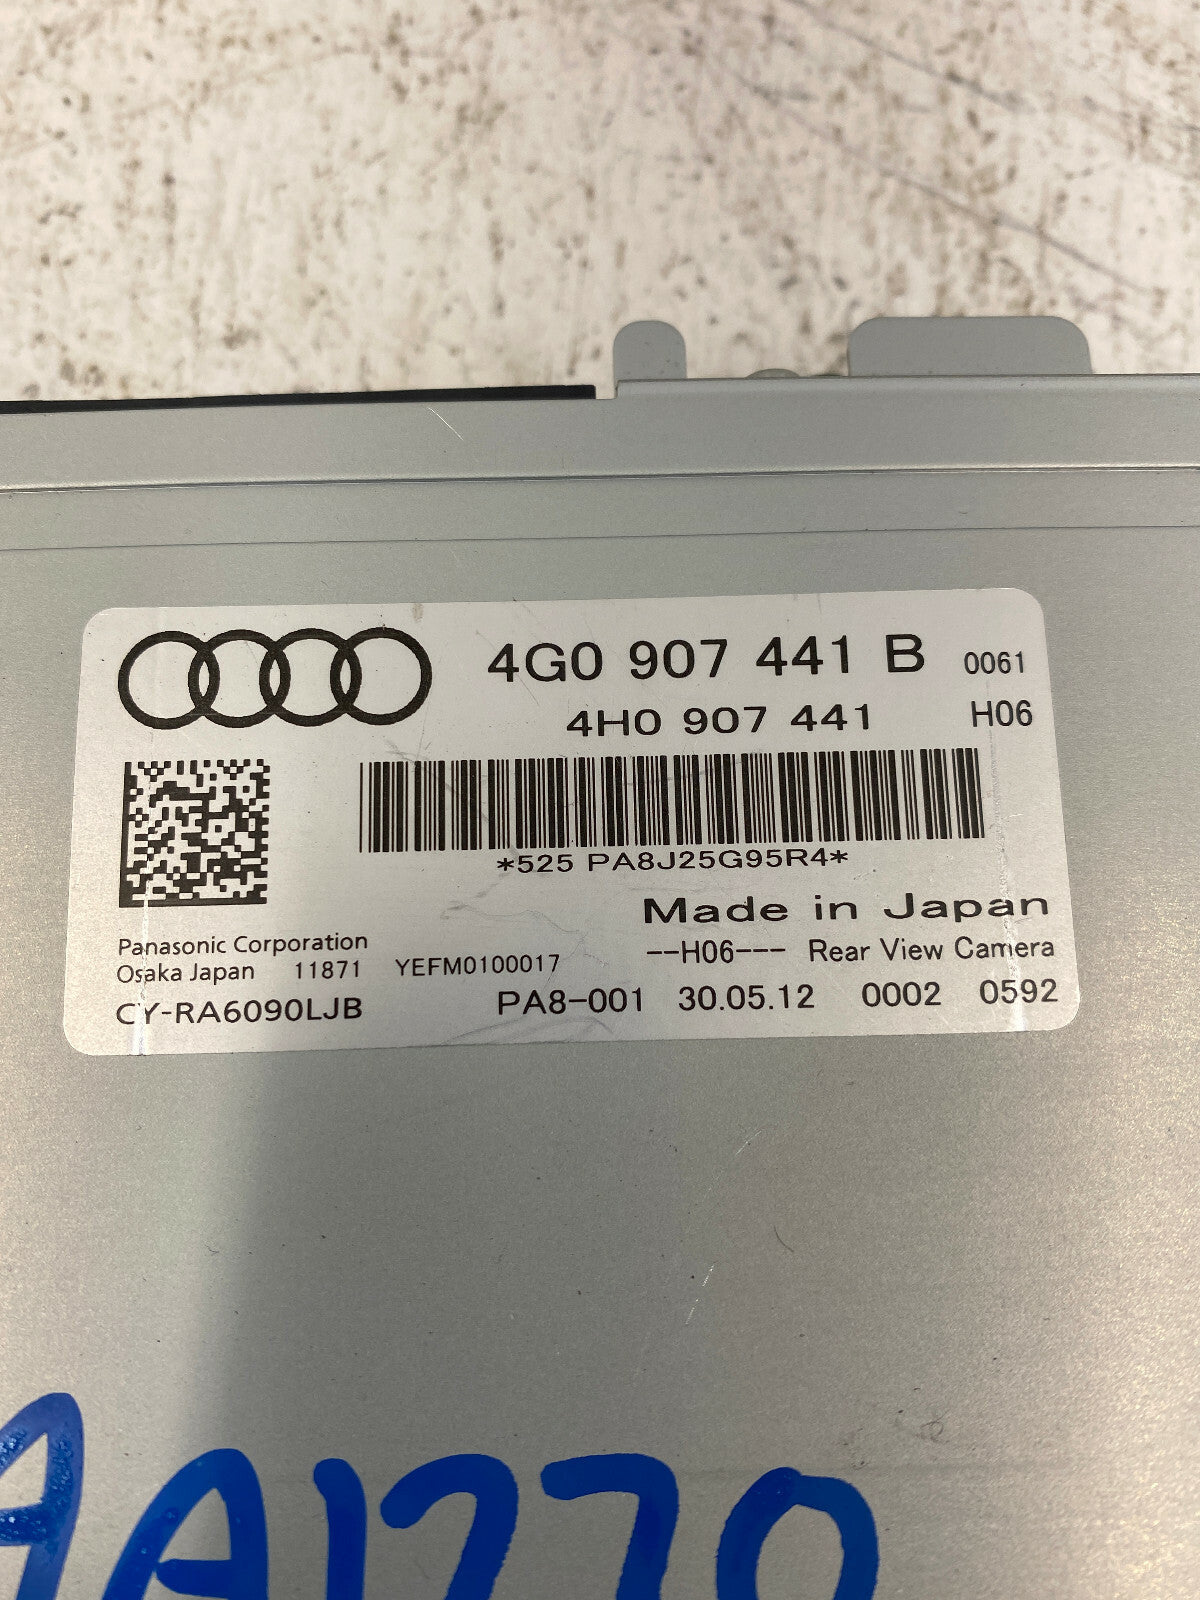 4G0 907 441 B 0061
4H0 907 441 H06
*525 PA8J25G95R4*
Made in Japan
Panasonic Corporation
--H06--- Rear View Camera
Osaka Japan 11871 YEFM0100017
CY-RA6090LJB PA8-001 30.05.12 0002 0592
AA1770